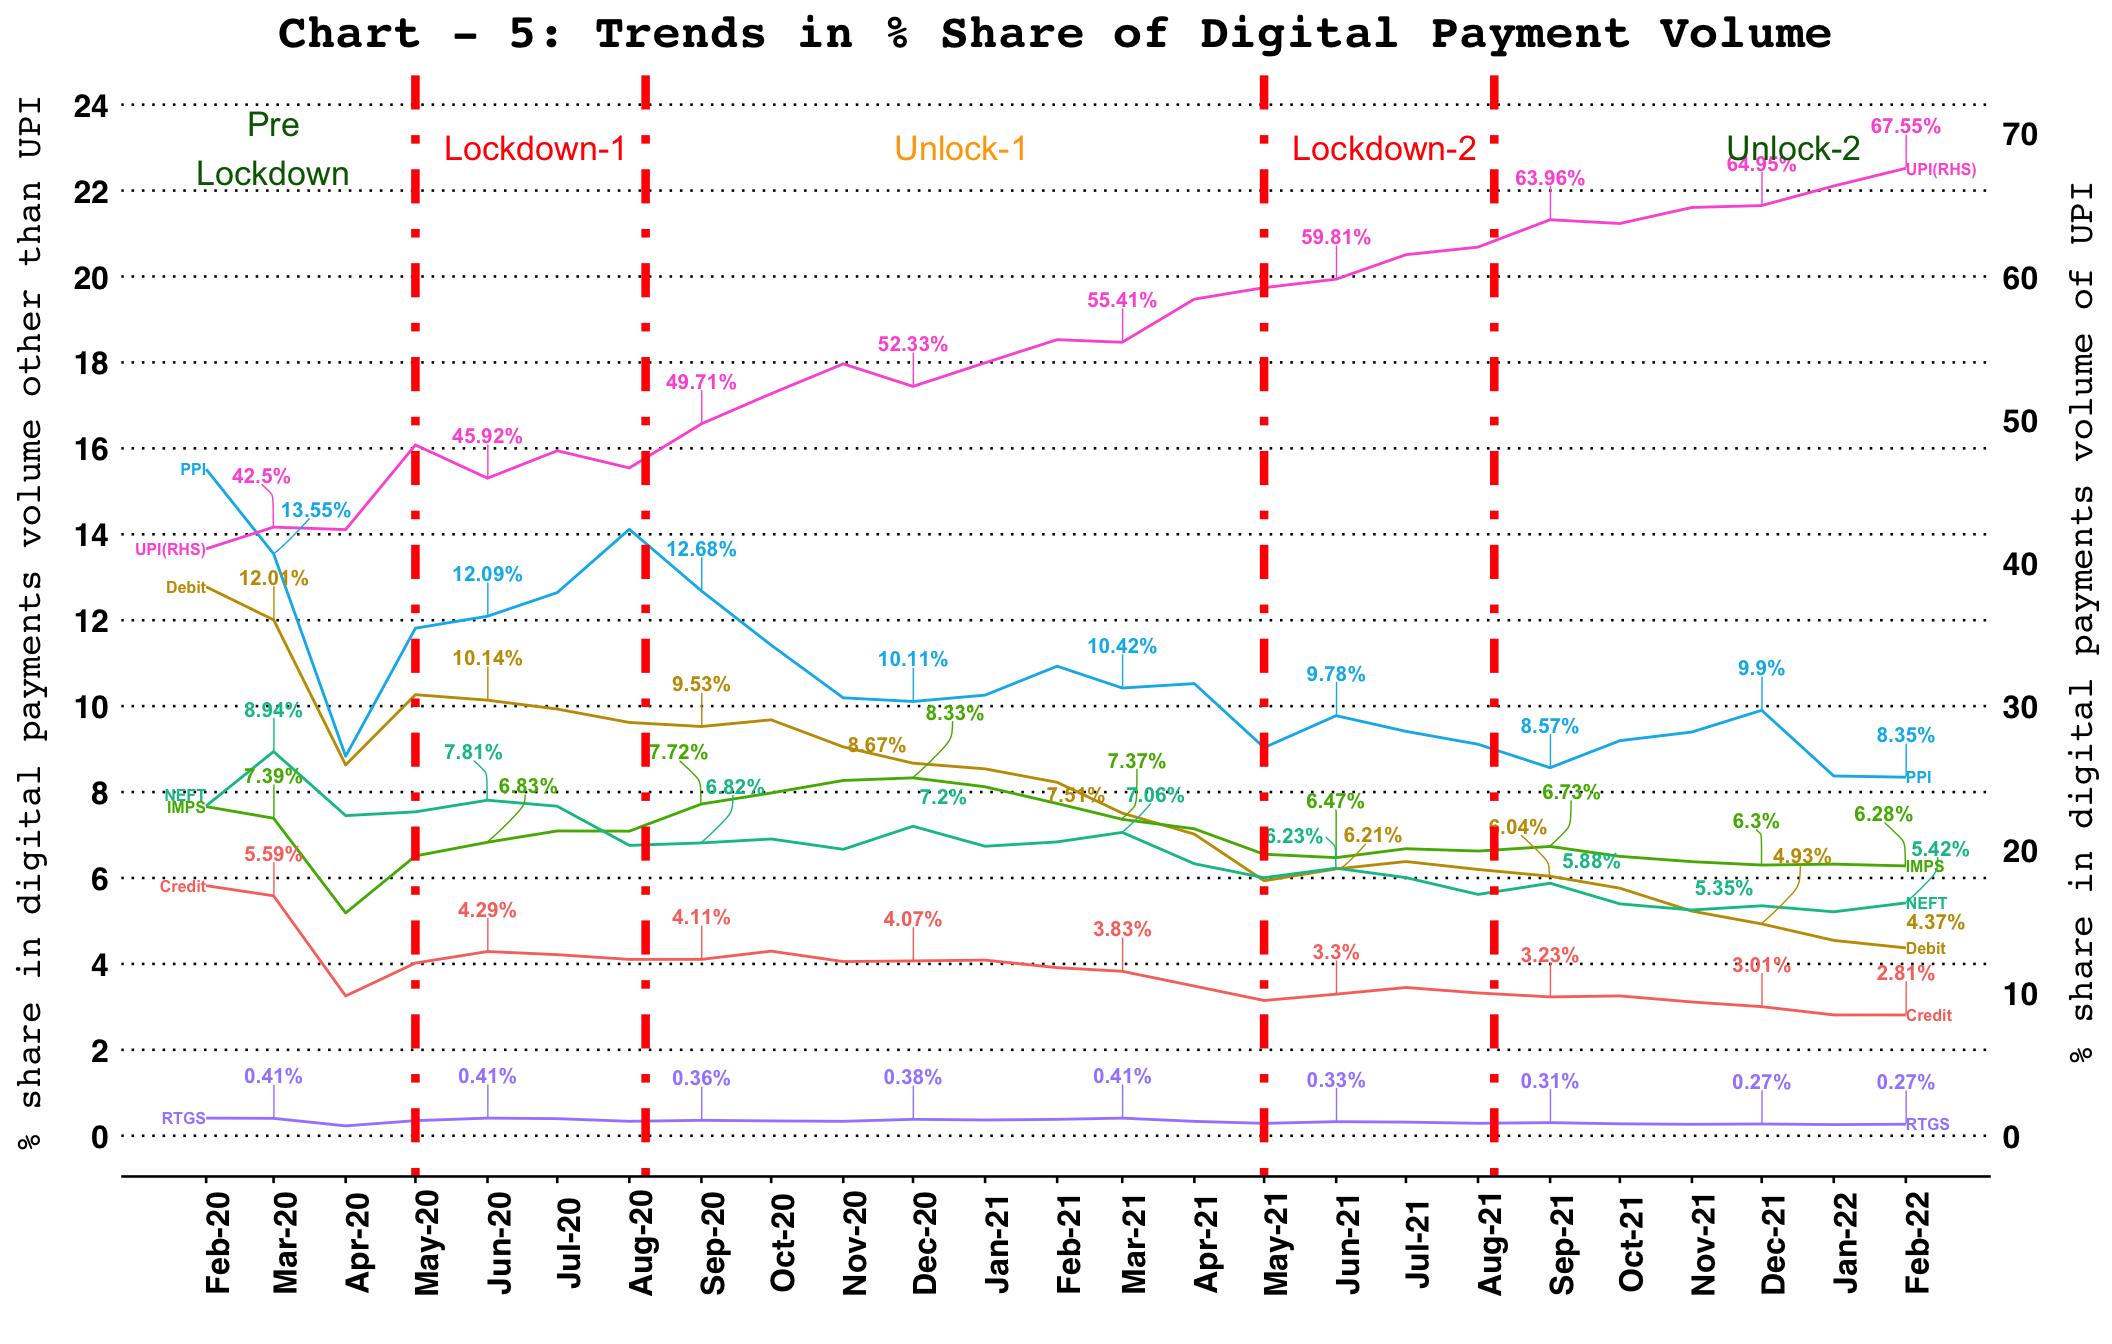 Chart - 5: Trends in % Share of Digital Payment Volume
% share in digital payments volume other than UPI
% share in digital payments volume of UPI
24
22
20
18
16
14
12
10
8
6
4
2
0
70
60
50
40
30
20
10
0
Pre
Lockdown
Lockdown-1
Unlock-1
Lockdown-2
Unlock-2
UPI(RHS)
42.5%
45.92%
49.71%
52.33%
55.41%
59.81%
63.96%
64.95%
67.55%
UPI(RHS)
PPI
13.55%
12.09%
12.68%
10.11%
10.42%
9.78%
8.57%
9.9%
8.35%
PPI
Debit
12.01%
10.14%
9.53%
8.67%
7.51%
6.21%
6.04%
4.93%
4.37%
Debit
NEFT
8.94%
7.81%
6.82%
7.2%
7.06%
6.23%
5.88%
5.35%
5.42%
NEFT
IMPS
7.39%
6.83%
7.72%
8.33%
7.37%
6.47%
6.73%
6.3%
6.28%
IMPS
Credit
5.59%
4.29%
4.11%
4.07%
3.83%
3.3%
3.23%
3.01%
2.81%
Credit
RTGS
0.41%
0.41%
0.36%
0.38%
0.41%
0.33%
0.31%
0.27%
0.27%
RTGS
Feb-20
Mar-20
Apr-20
May-20
Jun-20
Jul-20
Aug-20
Sep-20
Oct-20
Nov-20
Dec-20
Jan-21
Feb-21
Mar-21
Apr-21
May-21
Jun-21
Jul-21
Aug-21
Sep-21
Oct-21
Nov-21
Dec-21
Jan-22
Feb-22